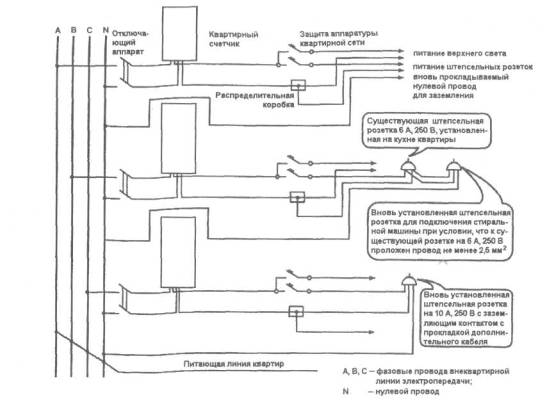 A B C N
Отключа-
ющий
аппарат
Квартирный
счетчик
Защита аппаратуры
квартирной сети
питание верхнего света
питание штепсельных розеток
вновь прокладываемый
нулевой провод
для заземления
Распределительная
коробка
Существующая штепсельная
розетка 6 А, 250 В, установлен-
ная на кухне квартиры
Вновь установленная штепсельная
розетка для подключения стираль-
ной машины при условии, что к су-
ществующей розетке на 6 А, 250 В
проложен провод не менее 2,5 мм²
Вновь установленная
штепсельная розетка
на 10 А, 250 В с зазем-
ляющим контактом с
прокладкой дополни-
тельного кабеля
Питающая линия квартир
А, В, С – фазовые провода внеквартирной
линии электропередачи;
N – нулевой провод